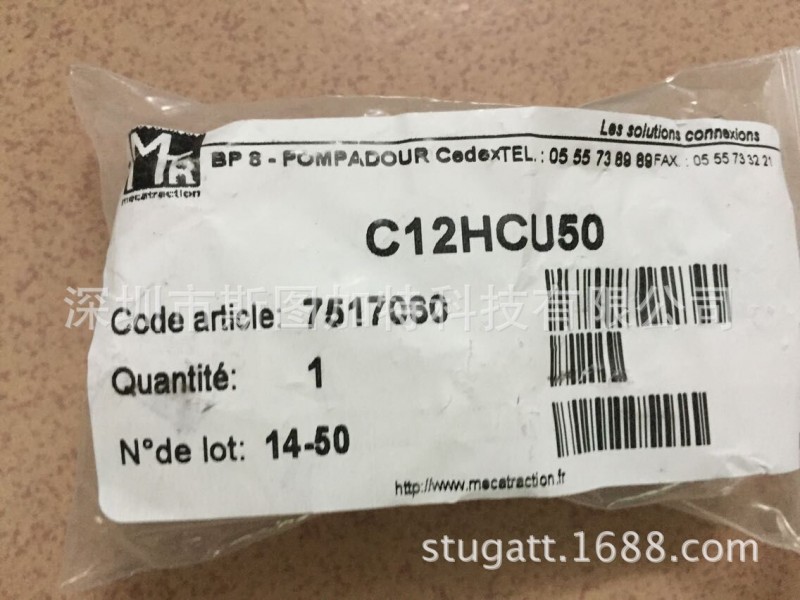 Les solutions connexions
MTR
mecatraction
BP 8 - POMPADOUR CedexTEL.: 05 55 73 89 89 FAX.: 05 55 73 32 21
C12HCU50
深圳市斯图加特科技有限公司
Code article: 7517060
Quantité: 1
N°de lot: 14-50
http://www.mecatraction.fr
stugatt.1688.com